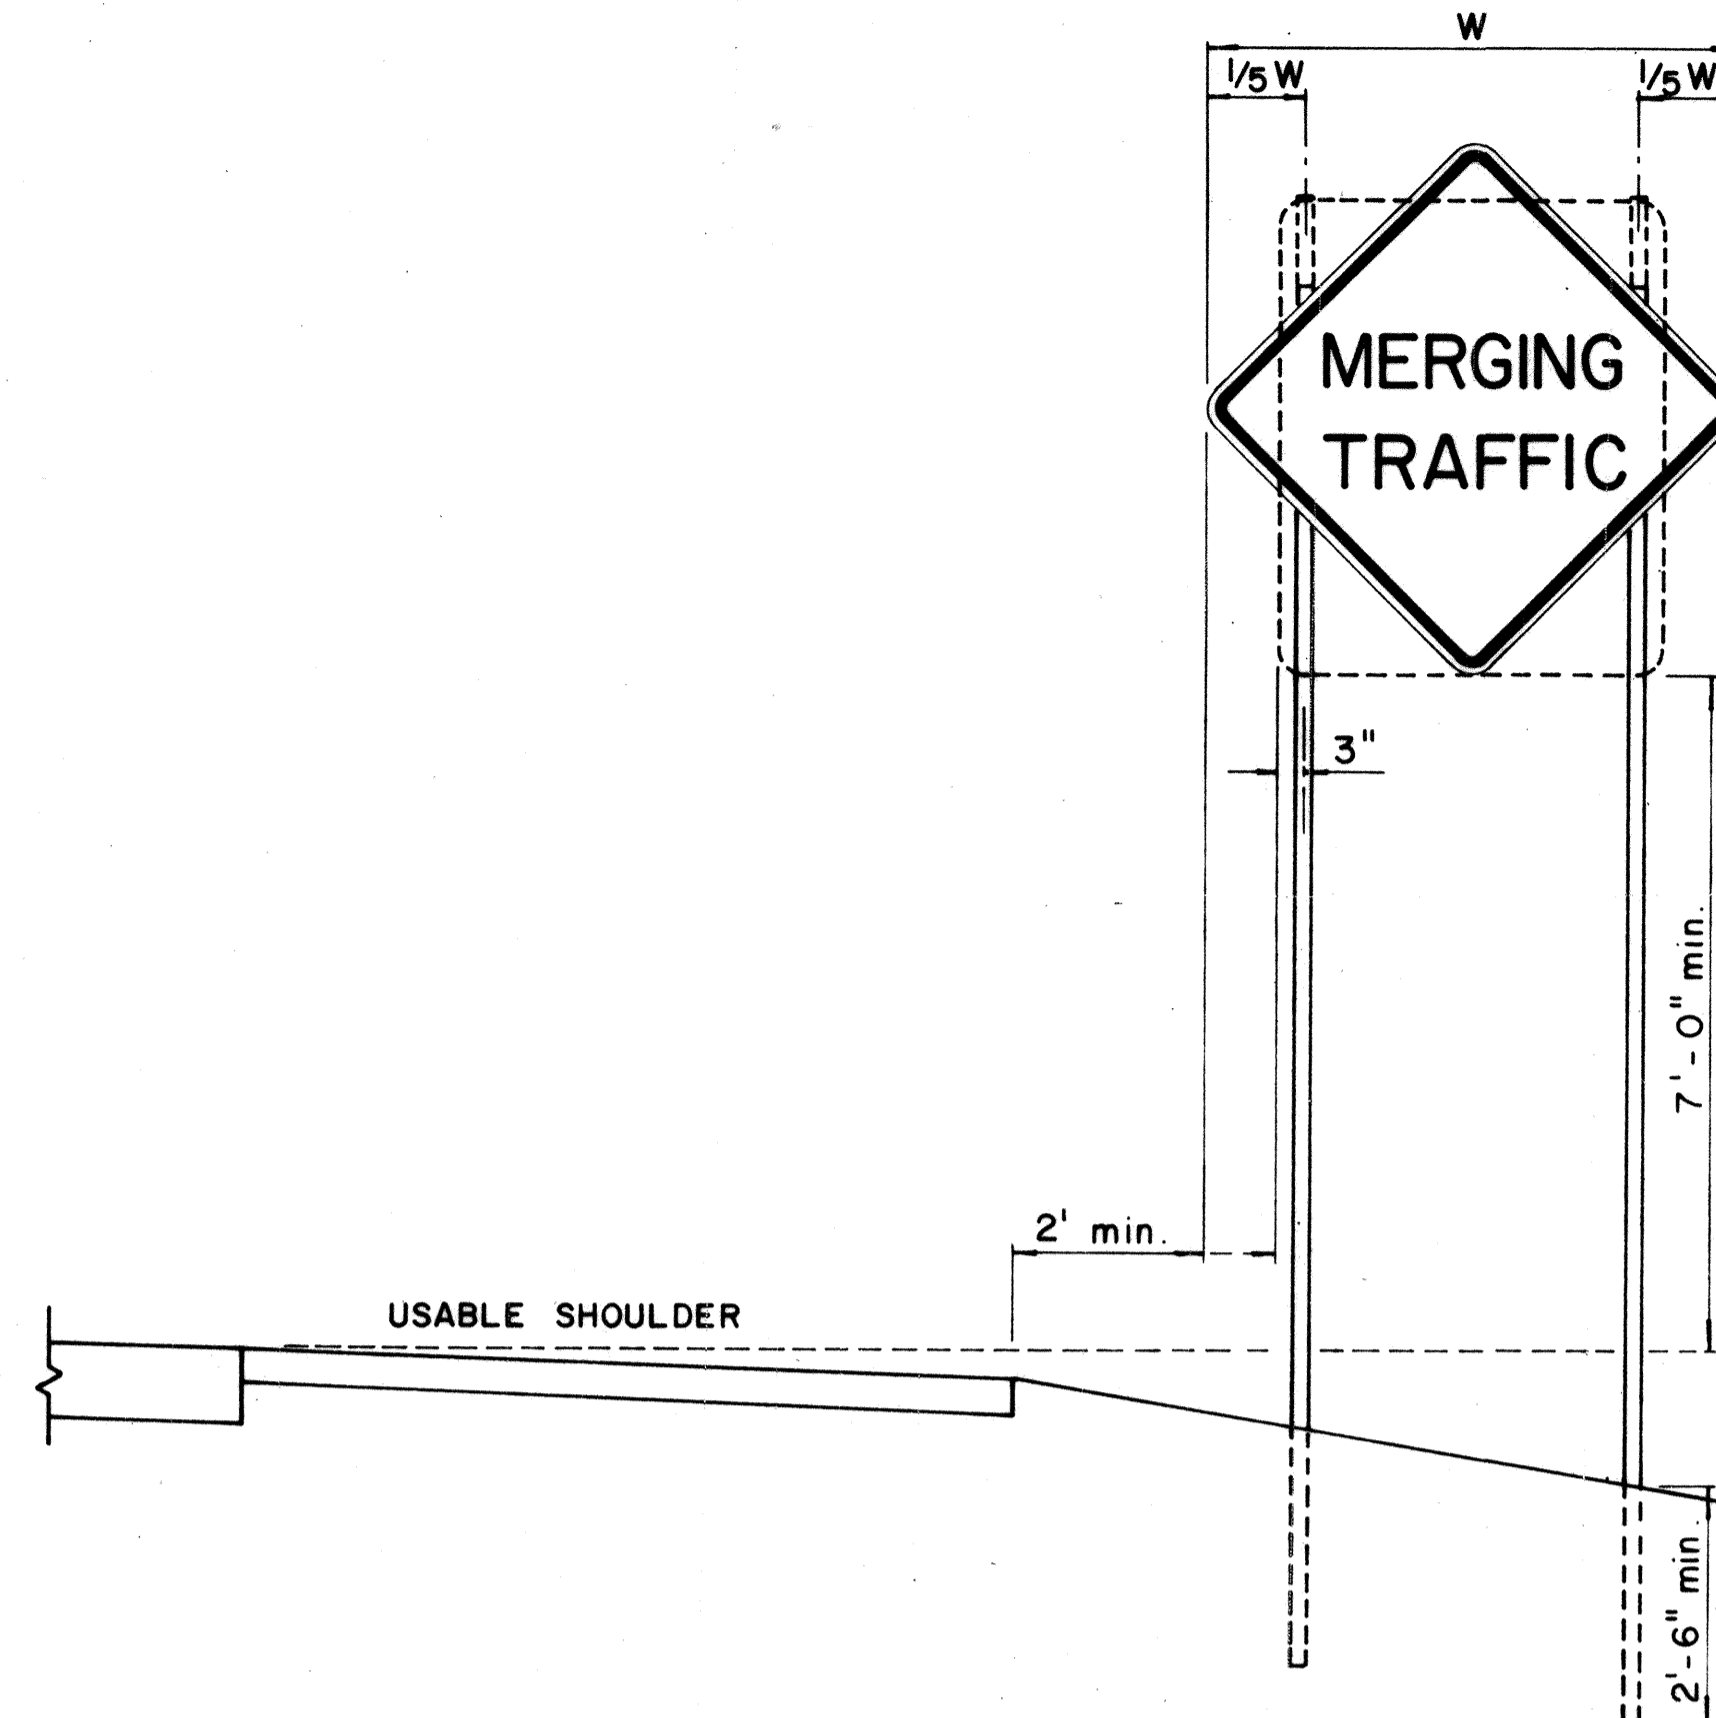 W
1/5 W
1/5 W
MERGING
TRAFFIC
3"
7'-0" min.
2' min.
USABLE SHOULDER
2'-6" min.